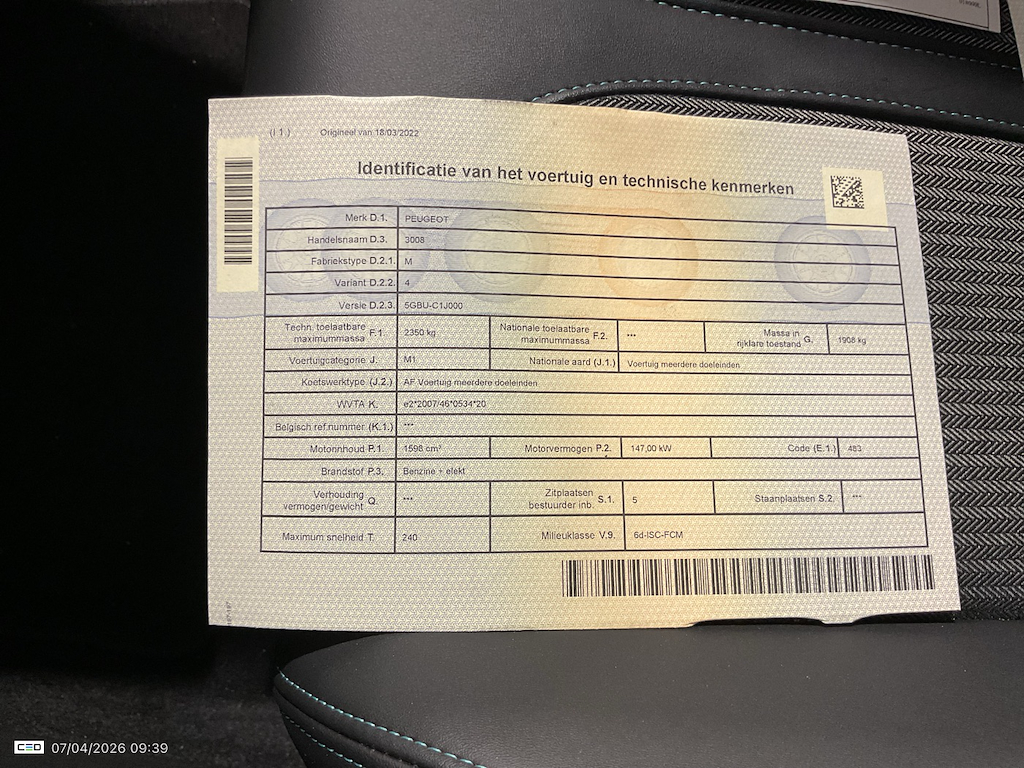 (I 1.) Origineel van 18/03/2022
Identificatie van het voertuig en technische kenmerken
Merk D.1. PEUGEOT
Handelsnaam D.3. 3008
Fabriekstype D.2.1. M
Variant D.2.2. 4
Versie D.2.3. 5GBU-C1J000
Techn. toelaatbare maximummassa F.1. 2350 kg Nationale toelaatbare maximummassa F.2. *** Massa in rijklare toestand G. 1908 kg
Voertuigcategorie J. M1 Nationale aard (J.1.) Voertuig meerdere doeleinden
Koetswerktype (J.2.) AF Voertuig meerdere doeleinden
WVTA K. e2*2007/46*0534*20
Belgisch ref.nummer (K.1.) ***
Motorinhoud P.1. 1598 cm³ Motorvermogen P.2. 147,00 kW Code (E.1.) 483
Brandstof P.3. Benzine + elekt
Verhouding vermogen/gewicht Q. *** Zitplaatsen bestuurder inb. S.1. 5 Staanplaatsen S.2. ***
Maximum snelheid T. 240 Milieuklasse V.9. 6d-ISC-FCM
CEO 07/04/2026 09:39